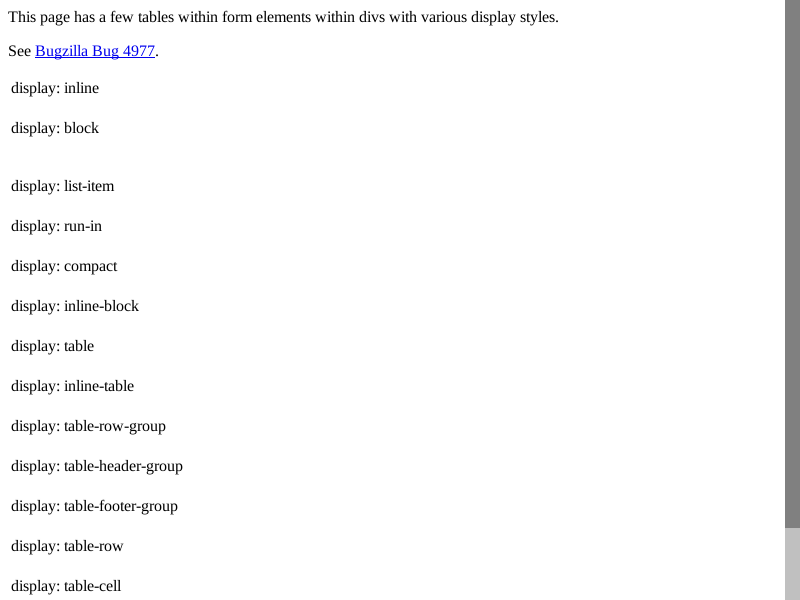 This page has a few tables within form elements within divs with various display styles.
See Bugzilla Bug 4977.
display: inline
display: block
display: list-item
display: run-in
display: compact
display: inline-block
display: table
display: inline-table
display: table-row-group
display: table-header-group
display: table-footer-group
display: table-row
display: table-cell